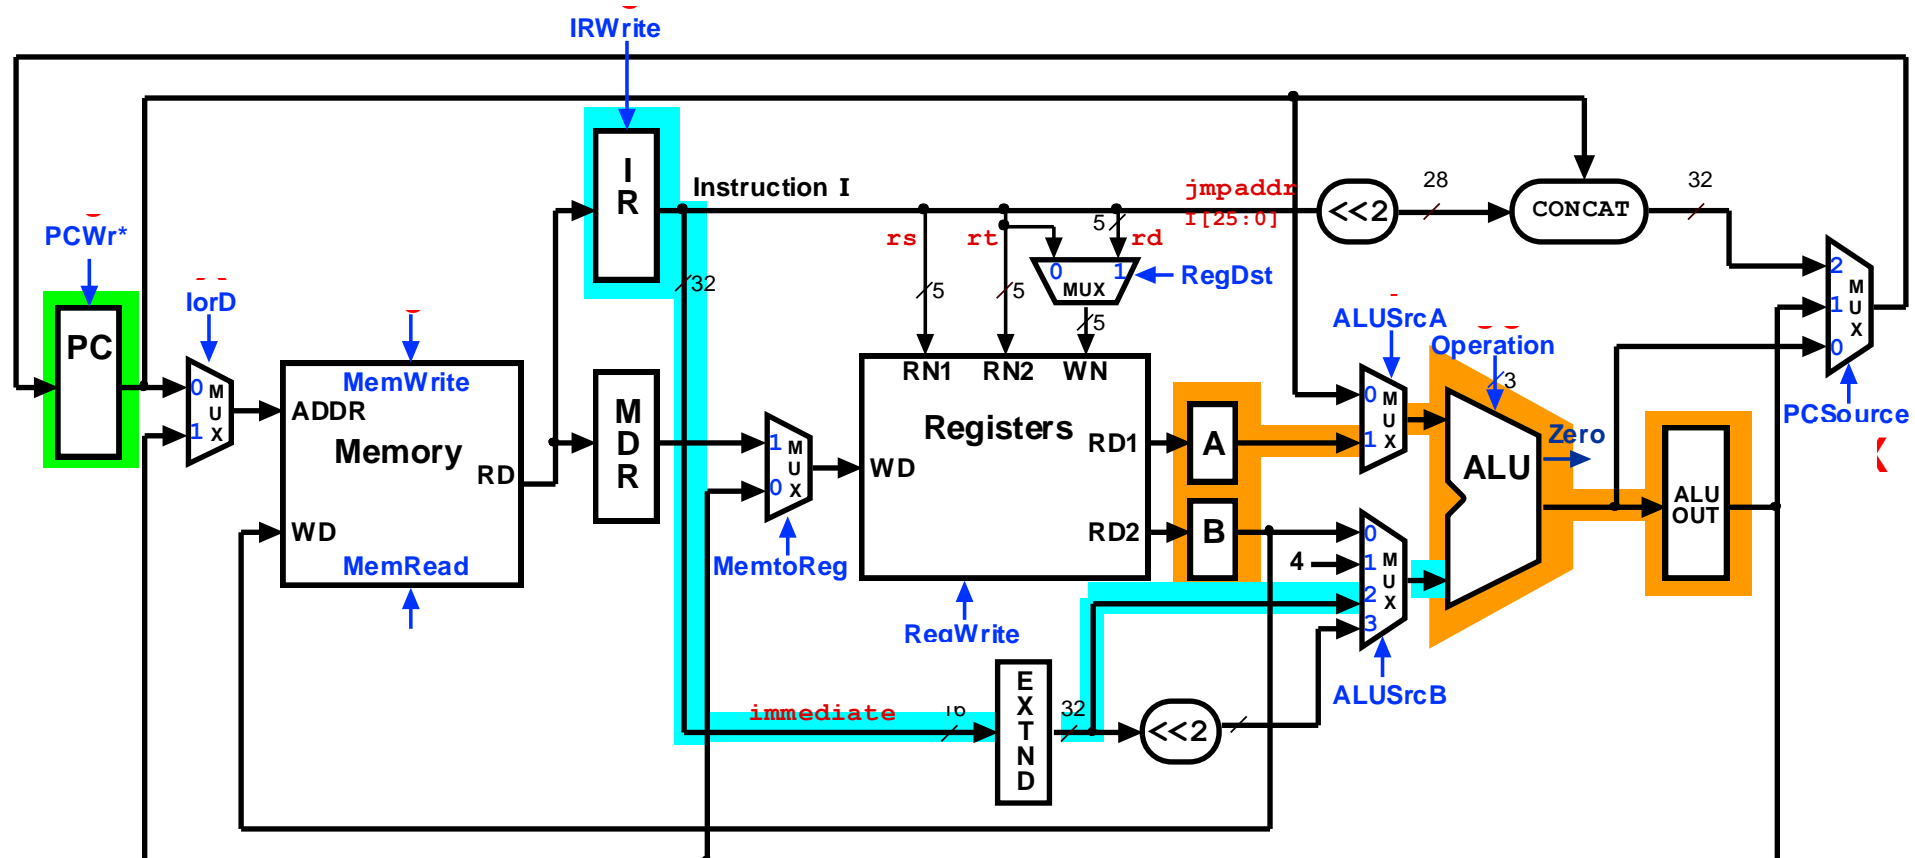 IRWrite
I
R
Instruction I
jmpaddr
I[25:0]
<<2
28
CONCAT
32
PCWr*
IorD
PC
0
1
M
U
X
ADDR
MemWrite
Memory
RD
WD
MemRead
M
D
R
32
rs
rt
rd
5
5
5
5
0
1
MUX
RegDst
RN1
RN2
WN
Registers
RD1
RD2
WD
1
0
M
U
X
MemtoReg
RegWrite
A
B
4
ALUSrcA
0
1
M
U
X
Operation
3
ALU
Zero
0
1
2
3
M
U
X
ALUSrcB
ALU
OUT
2
1
0
M
U
X
PCSource
immediate
16
E
X
T
N
D
32
<<2